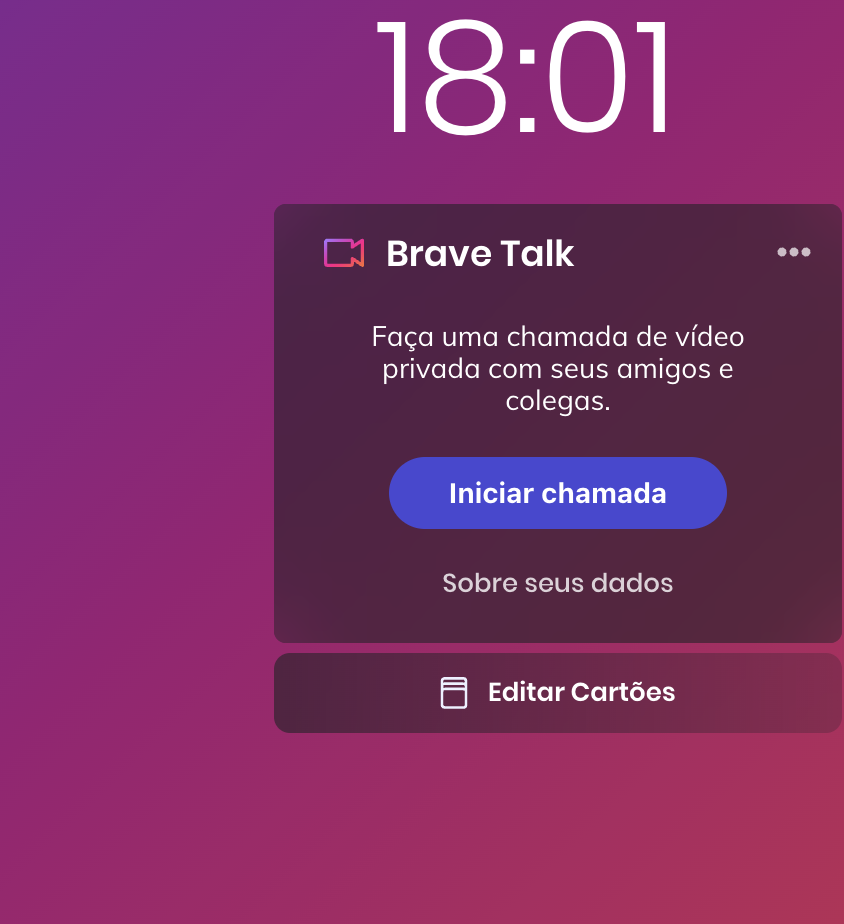 18:01
Brave Talk
Faça uma chamada de vídeo
privada com seus amigos e
colegas.
Iniciar chamada
Sobre seus dados
Editar Cartões